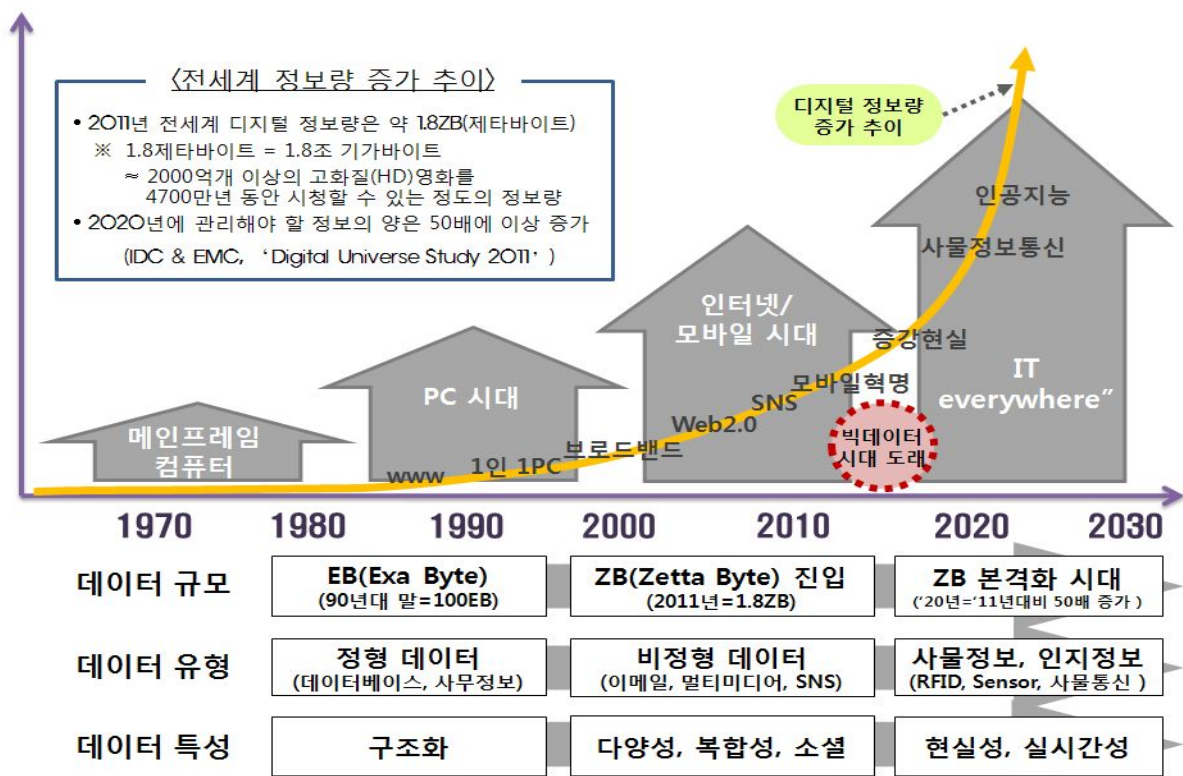 〈전세계 정보량 증가 추이〉
• 2011년 전세계 디지털 정보량은 약 1.8ZB(제타바이트)
※ 1.8제타바이트 = 1.8조 기가바이트
≈ 2000억개 이상의 고화질(HD)영화를
4700만년 동안 시청할 수 있는 정도의 정보량
• 2020년에 관리해야 할 정보의 양은 50배에 이상 증가
(IDC & EMC, ‘Digital Universe Study 2011’ )
디지털 정보량
증가 추이
메인프레임
컴퓨터
PC 시대
인터넷/
모바일 시대
IT
everywhere”
www
1인 1PC
브로드밴드
Web2.0
SNS
모바일혁명
증강현실
사물정보통신
인공지능
빅데이터
시대 도래
1970 1980 1990 2000 2010 2020 2030
데이터 규모
EB(Exa Byte)
(90년대 말=100EB)
ZB(Zetta Byte) 진입
(2011년=1.8ZB)
ZB 본격화 시대
(‘20년=‘11년대비 50배 증가 )
데이터 유형
정형 데이터
(데이터베이스, 사무정보)
비정형 데이터
(이메일, 멀티미디어, SNS)
사물정보, 인지정보
(RFID, Sensor, 사물통신 )
데이터 특성
구조화
다양성, 복합성, 소셜
현실성, 실시간성